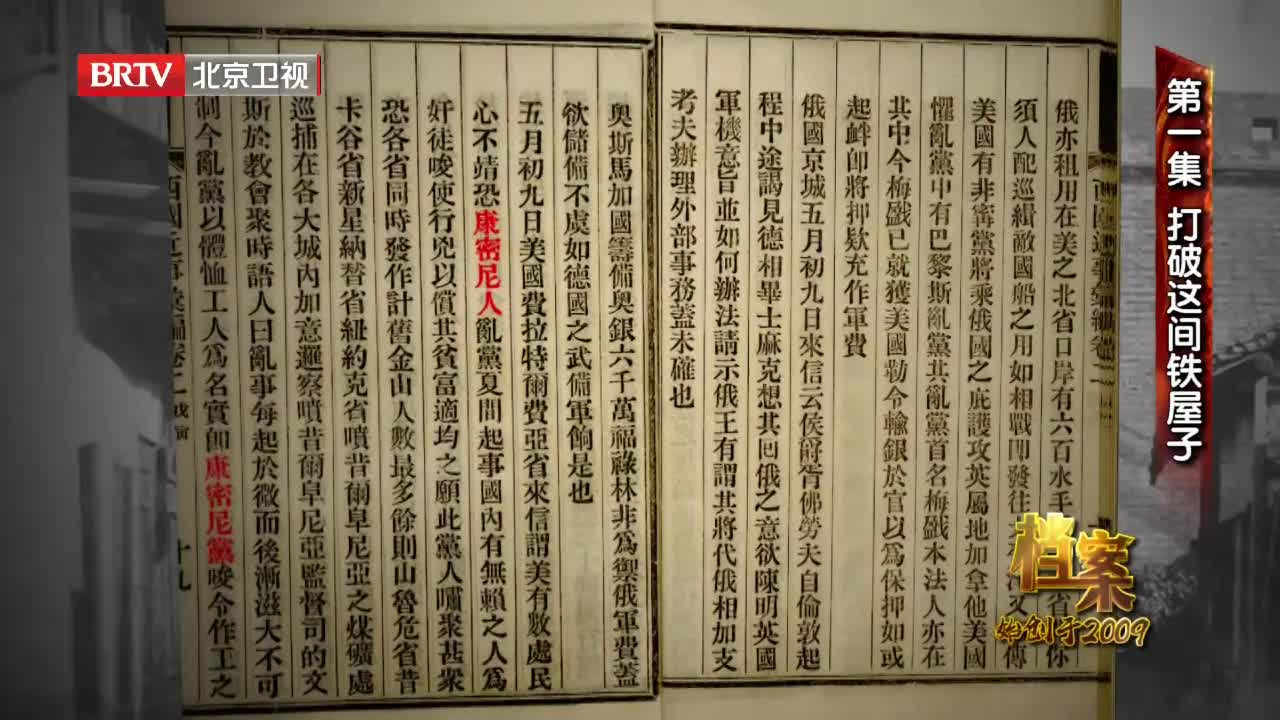 BRTV 北京卫视
第一集 打破这间铁屋子
俄亦租用在美之北省口岸有六百水手
須人配巡緝敵國船之用如相戰即發往
美國有非甯黨將乘俄國之庇護攻英屬地加拿他美國
懼亂黨中有巴黎斯亂黨其亂黨首名梅戲本法人亦在
北中今梅戲已就獲美國勒令輸銀於官以為保押如或
起衅卽將押欵充作軍費
俄國京城五月初九日來信云侯爵胥佛勞夫自倫敦起
程中途謁見德相畢士麻克想其回俄之意欲陳明英國
軍機意旨並如何辦法請示俄王有謂其將代俄相加支
考夫辦理外部事務蓋未確也
奧斯馬加國籌備奧銀六千萬福祿林非為禦俄軍費蓋
欲儲備不虞如德國之武備軍餉是也
五月初九日美國費拉特爾費亞省來信謂美有數處民
心不靖恐康密尼人亂黨夏間起事國內有無賴之人為
奸徒唆使行兇以償其貧富適均之願此黨人嘯聚甚衆
恐各省同時發作計舊金山人數最多餘則山魯危省昔
卡谷省新星納瞀省紐約克省噴昔爾皐尼亞之煤礦處
巡捕在各大城內加意邏察噴昔爾皐尼亞監督司的文
斯於教會聚時語人曰亂事每起於微而後漸滋大不可
制今亂黨以體恤工人為名實卽康密尼黨唆令作工之
西國近事彙編卷二 戊寅
十九
档案
始创于2009